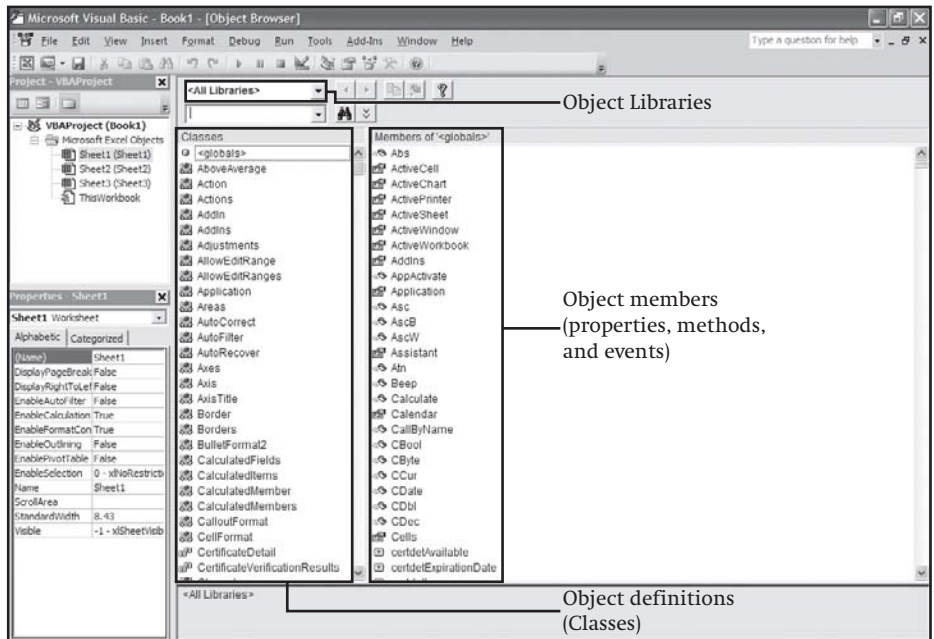 Microsoft Visual Basic - Book1 - [Object Browser]
File Edit View Insert Format Debug Run Tools Add-Ins Window Help
Type a question for help
Project - VBAProject
VBAProject (Book1)
Microsoft Excel Objects
Sheet1 (Sheet1)
Sheet2 (Sheet2)
Sheet3 (Sheet3)
ThisWorkbook
Properties - Sheet1
Sheet1 Worksheet
Alphabetic Categorized
(Name) Sheet1
DisplayPageBreak False
DisplayRightToLef False
EnableAutoFilter False
EnableCalculation True
EnableFormatCon True
EnableOutlining False
EnablePivotTable False
EnableSelection 0 - xlNoRestricti
Name Sheet1
ScrollArea
StandardWidth 8.43
Visible -1 - xlSheetVisib
<All Libraries>
Object Libraries
Classes
<globals>
AboveAverage
Action
Actions
AddIn
AddIns
Adjustments
AllowEditRange
AllowEditRanges
Application
Areas
AutoCorrect
AutoFilter
AutoRecover
Axes
Axis
AxisTitle
Border
Borders
BulletFormat2
CalculatedFields
CalculatedItems
CalculatedMember
CalculatedMembers
CalloutFormat
CellFormat
CertificateDetail
CertificateVerificationResults
Members of '<globals>'
Abs
ActiveCell
ActiveChart
ActivePrinter
ActiveSheet
ActiveWindow
ActiveWorkbook
AddIns
AppActivate
Application
Asc
AscB
AscW
Assistant
Atn
Beep
Calculate
Calendar
CallByName
CBool
CByte
CCur
CDate
CDbl
CDec
Cells
certdetAvailable
certdetExpirationDate
Object members
(properties, methods,
and events)
<All Libraries>
Object definitions
(Classes)